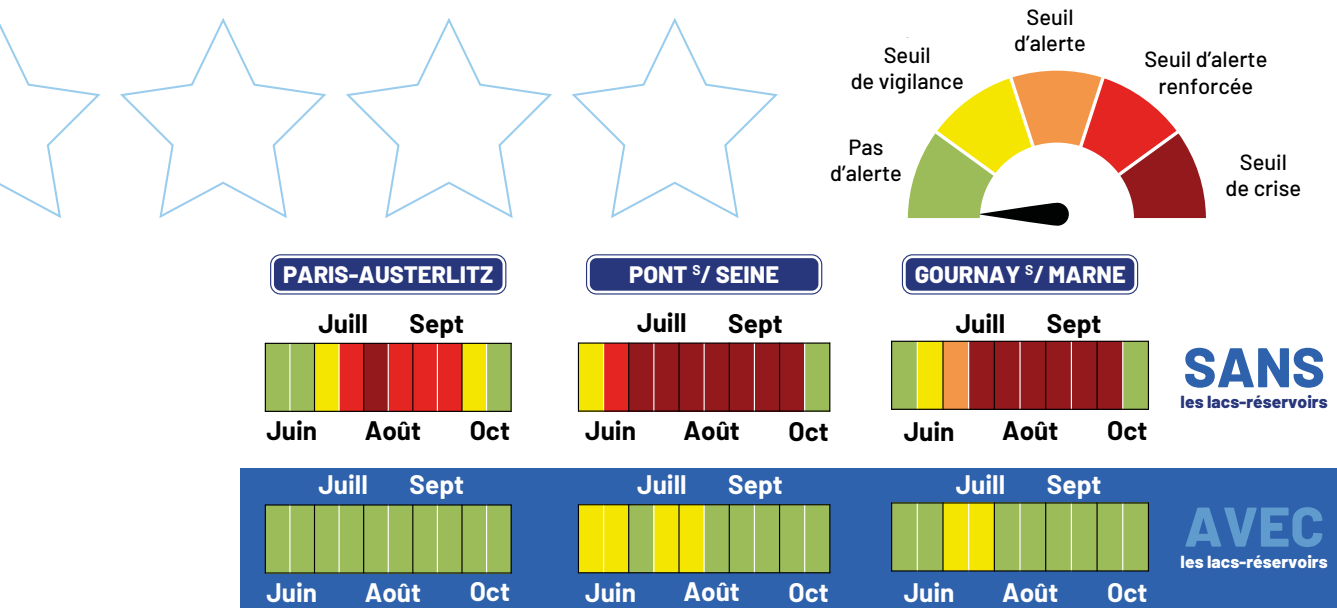 Seuil
d'alerte
Seuil
de vigilance
Seuil d'alerte
renforcée
Pas
d'alerte
Seuil
de crise
PARIS-AUSTERLITZ
PONT S/ SEINE
GOURNAY S/ MARNE
Juill Sept
Juill Sept
Juill Sept
SANS
les lacs-réservoirs
Juin Août Oct
Juin Août Oct
Juin Août Oct
Juill Sept
Juill Sept
Juill Sept
AVEC
les lacs-réservoirs
Juin Août Oct
Juin Août Oct
Juin Août Oct